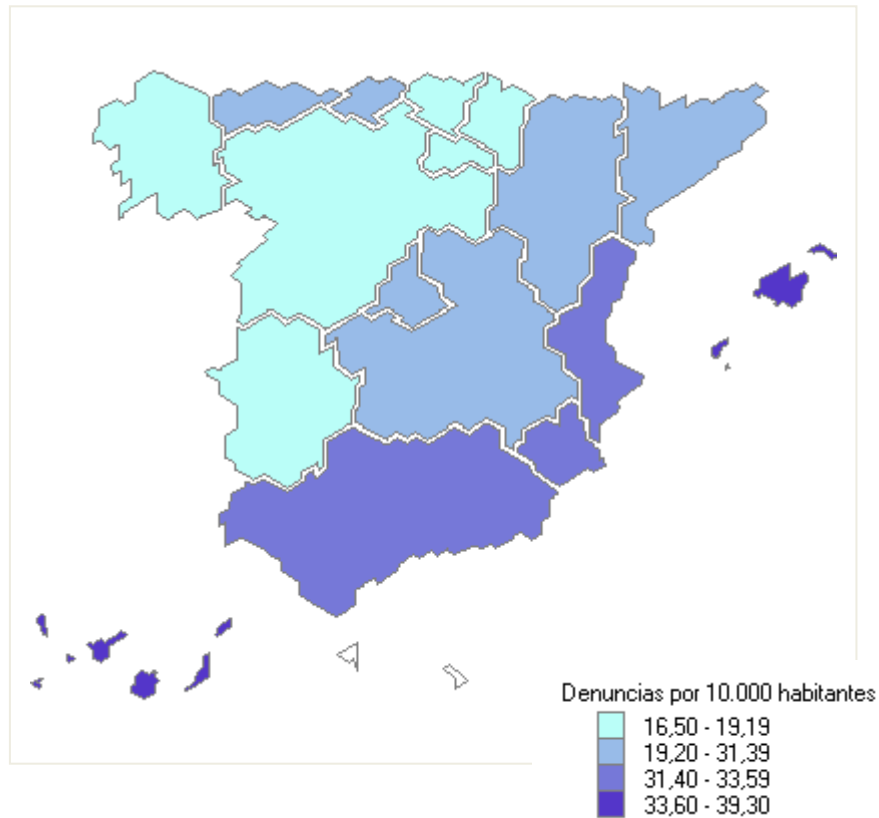 Denuncias por 10.000 habitantes
16,50 - 19,19
19,20 - 31,39
31,40 - 33,59
33,60 - 39,30